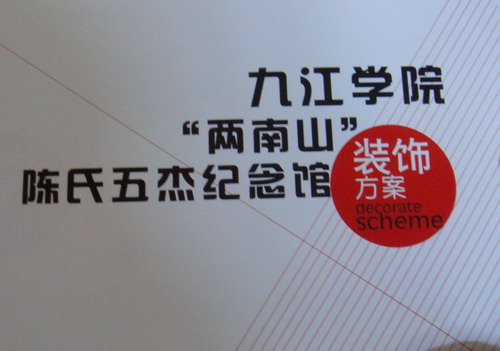 九江学院
“两南山”
陈氏五杰纪念馆
装饰
方案
decorate
scheme